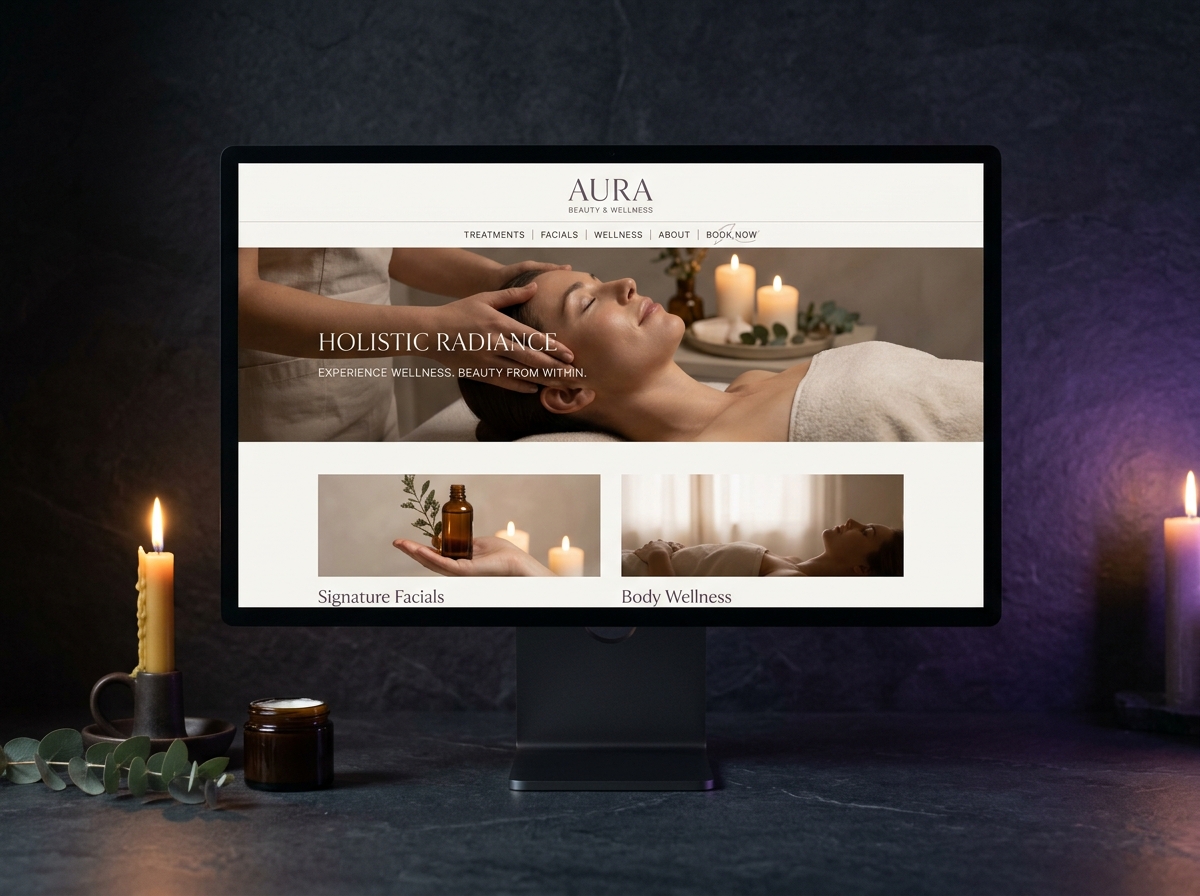 AURA
BEAUTY & WELLNESS
TREATMENTS | FACIALS | WELLNESS | ABOUT | BOOK NOW
HOLISTIC RADIANCE
EXPERIENCE WELLNESS. BEAUTY FROM WITHIN.
Signature Facials
Body Wellness